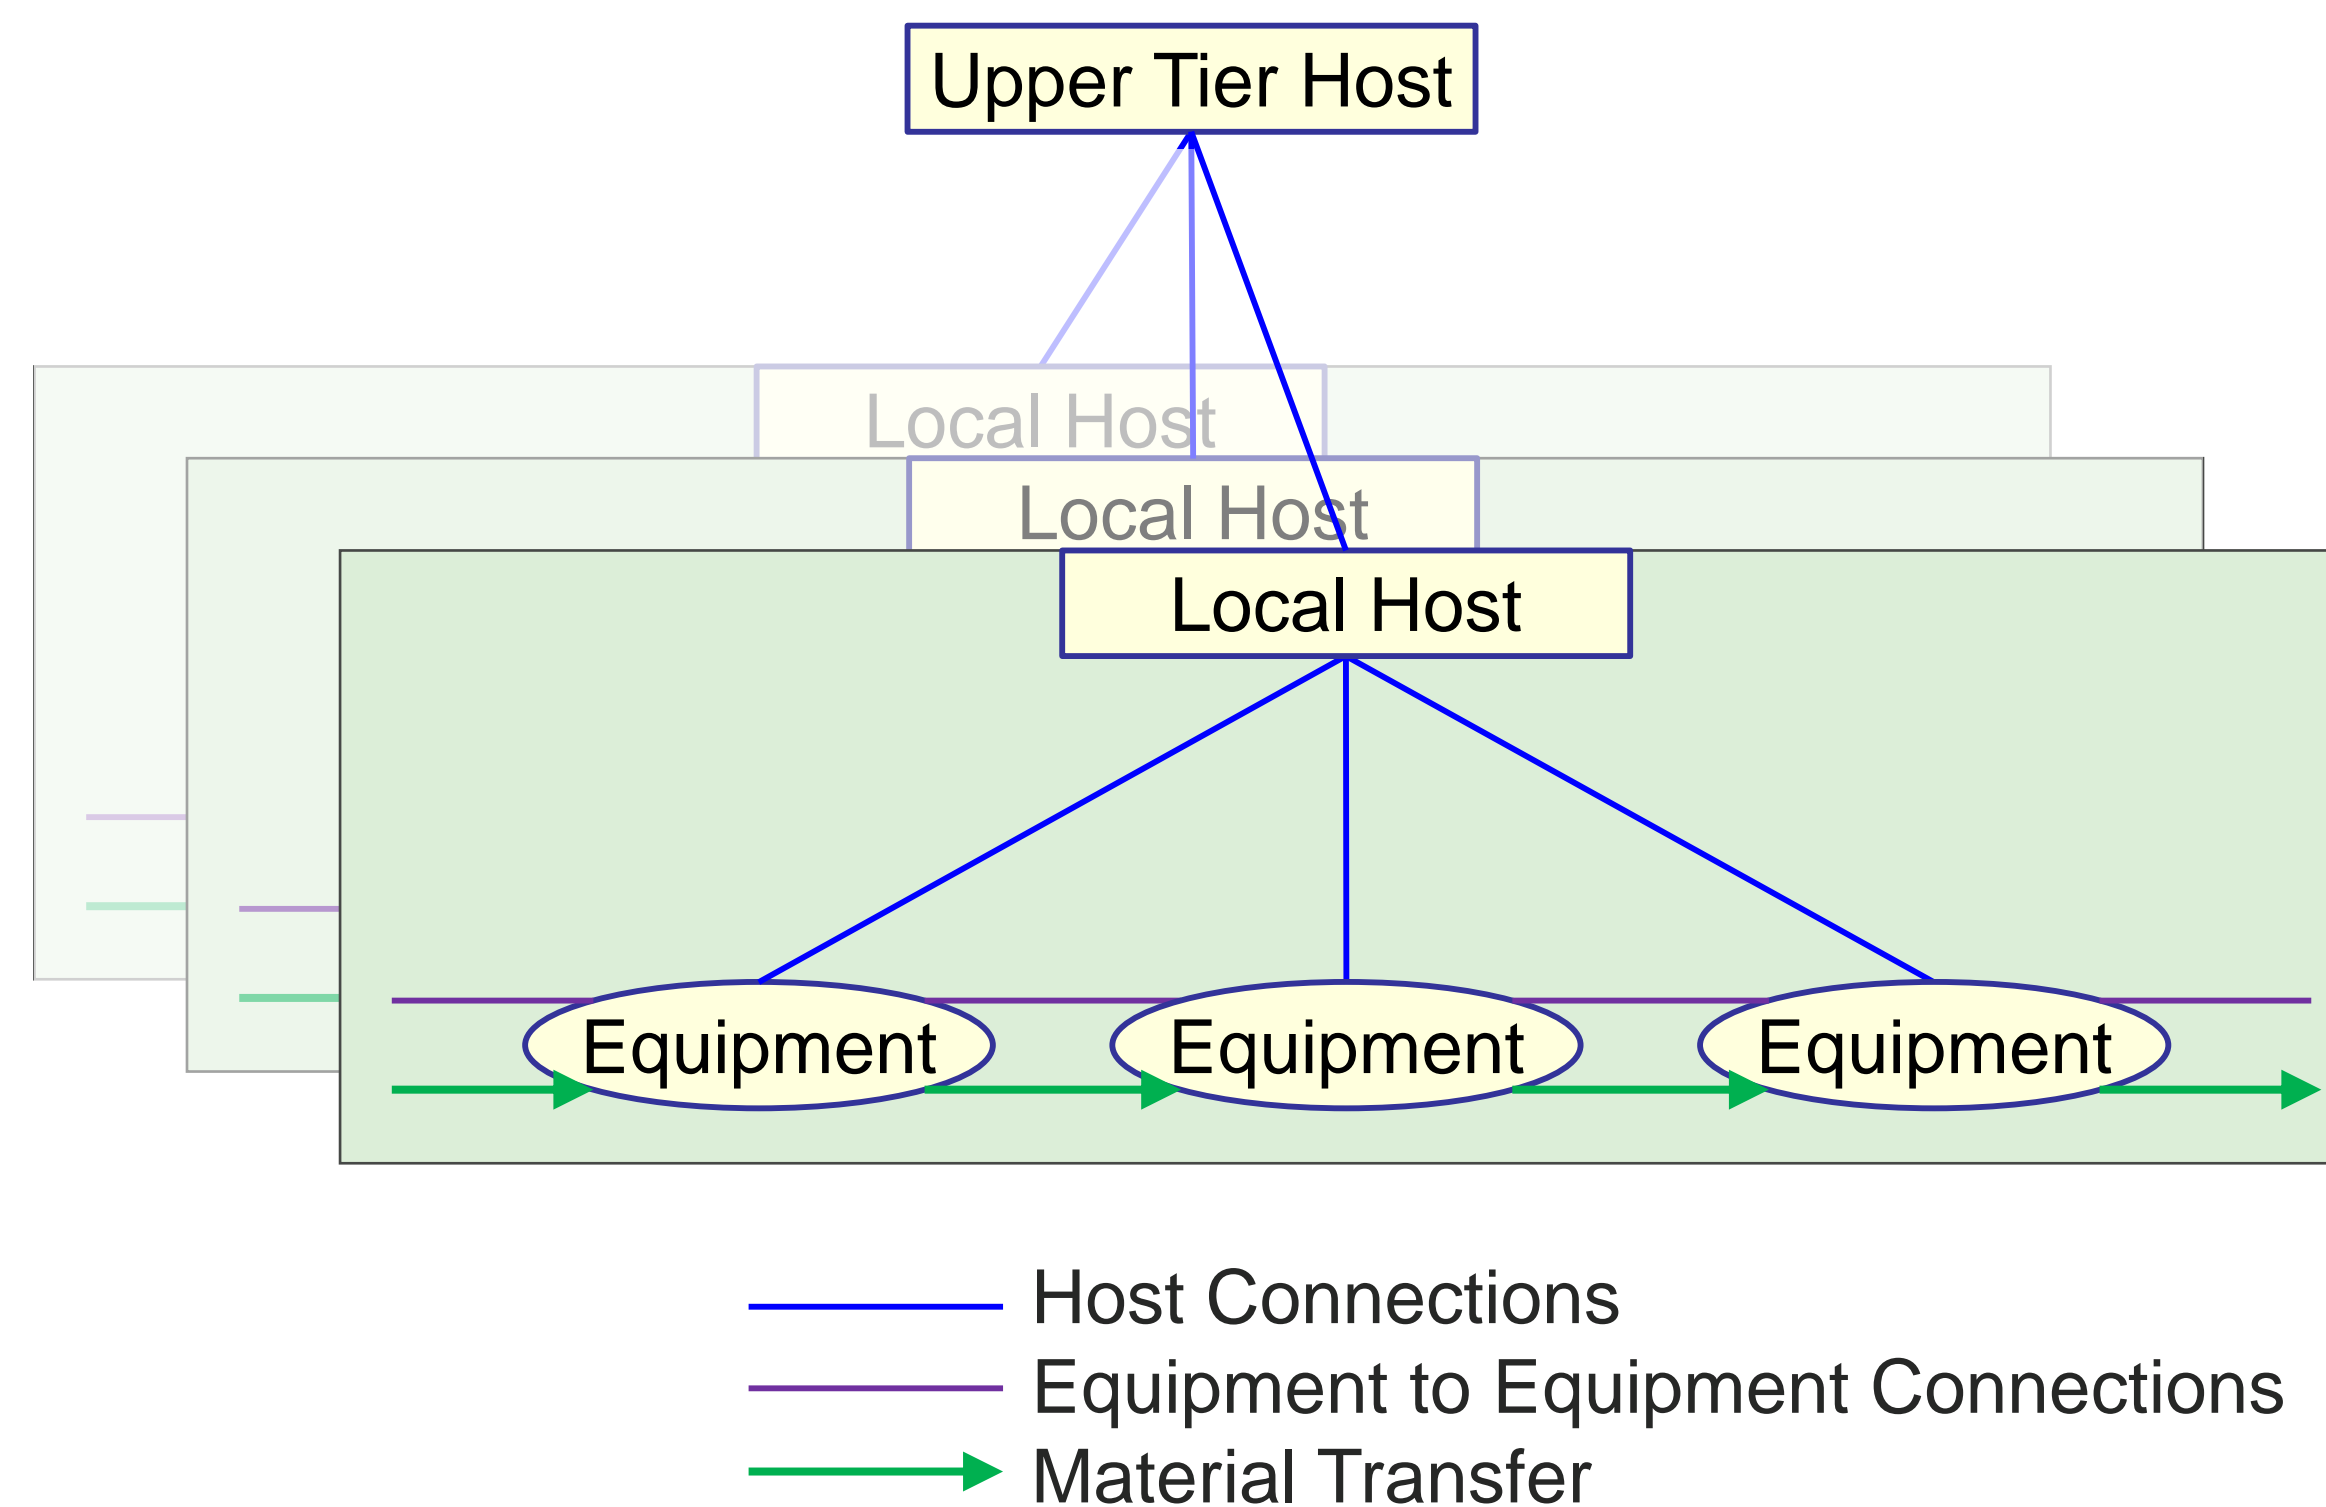 Upper Tier Host
Local Host
Local Host
Local Host
Equipment Equipment Equipment
Host Connections
Equipment to Equipment Connections
Material Transfer